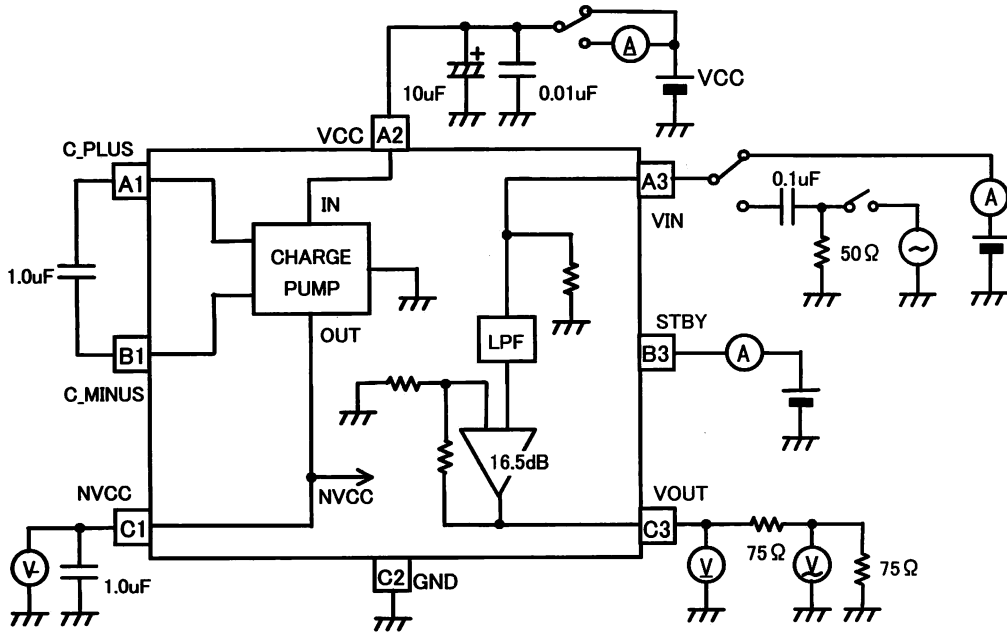 +
A
10uF
0.01uF
VCC
VCC
A2
C_PLUS
A1
A3
VIN
0.1uF
A
IN
CHARGE
PUMP
50Ω
~
1.0uF
OUT
LPF
STBY
B3
A
B1
C_MINUS
16.5dB
NVCC
NVCC
VOUT
C1
C3
V
1.0uF
C2
GND
V
75Ω
V
75Ω